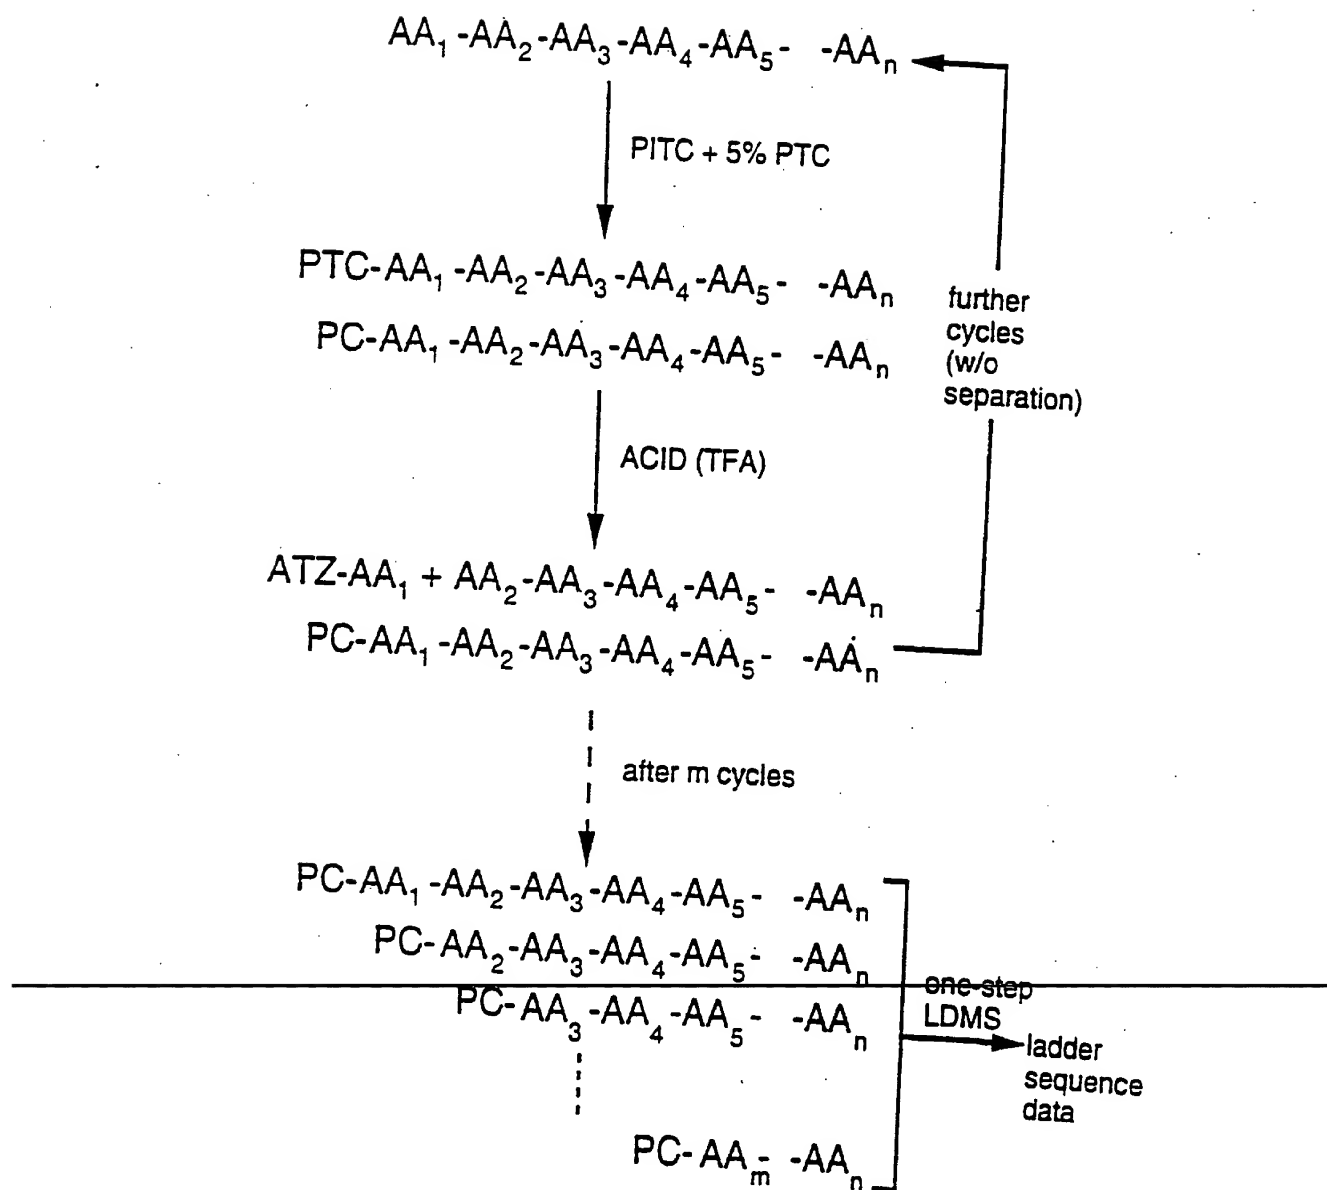 AA₁ -AA₂-AA₃-AA₄-AA₅- -AAₙ
PITC + 5% PTC
PTC-AA₁ -AA₂-AA₃-AA₄-AA₅- -AAₙ
PC-AA₁ -AA₂-AA₃-AA₄-AA₅- -AAₙ
further
cycles
(w/o
separation)
ACID (TFA)
ATZ-AA₁ + AA₂-AA₃-AA₄-AA₅- -AAₙ
PC-AA₁ -AA₂-AA₃-AA₄-AA₅- -AAₙ
after m cycles
PC-AA₁ -AA₂-AA₃-AA₄-AA₅- -AAₙ
PC-AA₂-AA₃-AA₄-AA₅- -AAₙ
PC-AA₃-AA₄-AA₅- -AAₙ
PC-AAₘ- -AAₙ
one-step
LDMS
ladder
sequence
data